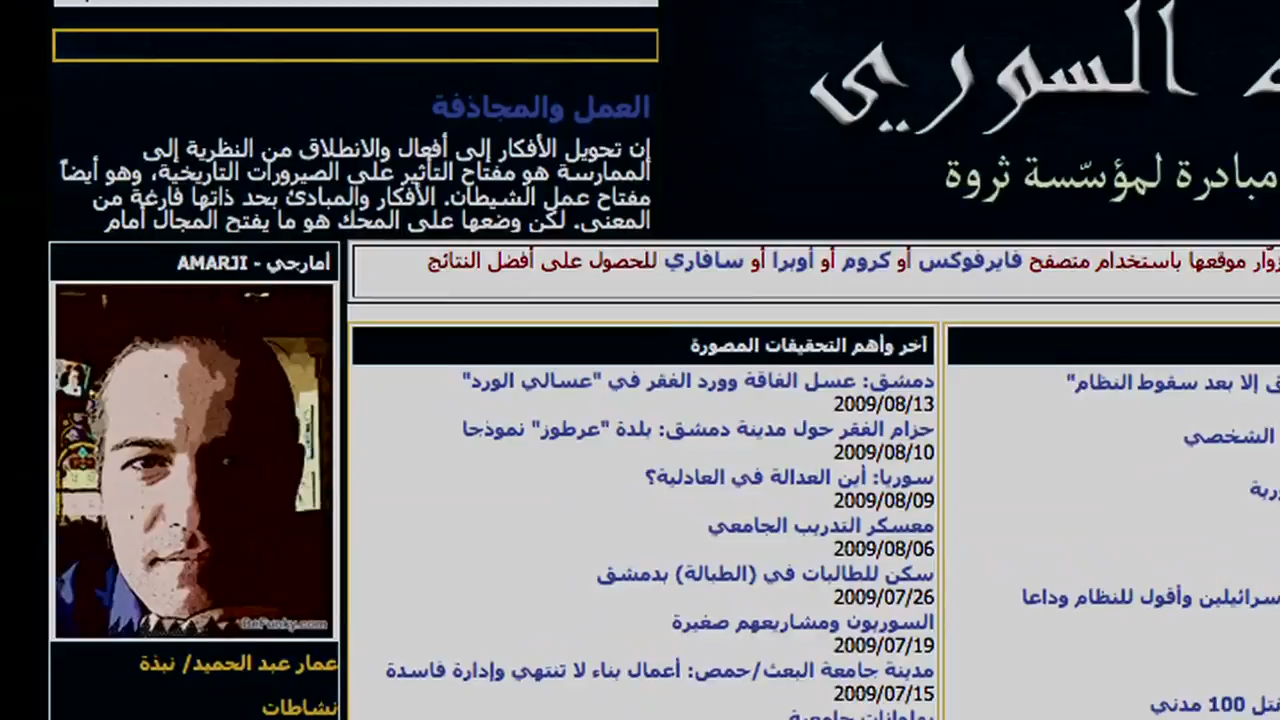 السوري
مبادرة لمؤسّسة ثروة
العمل والمجاذفة
إن تحويل الأفكار إلى أفعال والانطلاق من النظرية إلى
الممارسة هو مفتاح التأثير على الصيرورات التاريخية، وهو أيضاً
مفتاح عمل الشيطان. الأفكار والمبادئ بحد ذاتها فارغة من
المعنى. لكن وضعها على المحك هو ما يفتح المجال أمام
موقعها باستخدام متصفح فايرفوكس أو كروم أو أوبرا أو سافاري للحصول على أفضل النتائج
أمارجي - AMARJI
BeFunky.com
عمار عبد الحميد/ نبذة
نشاطات
إلا بعد سقوط النظام"
الشخصي
وأقول للنظام وداعا
100 مدني
آخر وأهم التحقيقات المصورة
دمشق: عسل الفاقة وورد الفقر في "عسالي الورد"
2009/08/13
حزام الفقر حول مدينة دمشق: بلدة "عرطوز" نموذجا
2009/08/10
سوريا: أين العدالة في العادلية؟
2009/08/09
معسكر التدريب الجامعي
2009/08/06
سكن للطالبات في (الطبالة) بدمشق
2009/07/26
السوريون ومشاريعهم صغيرة
2009/07/19
مدينة جامعة البعث/حمص: أعمال بناء لا تنتهي وإدارة فاسدة
2009/07/15